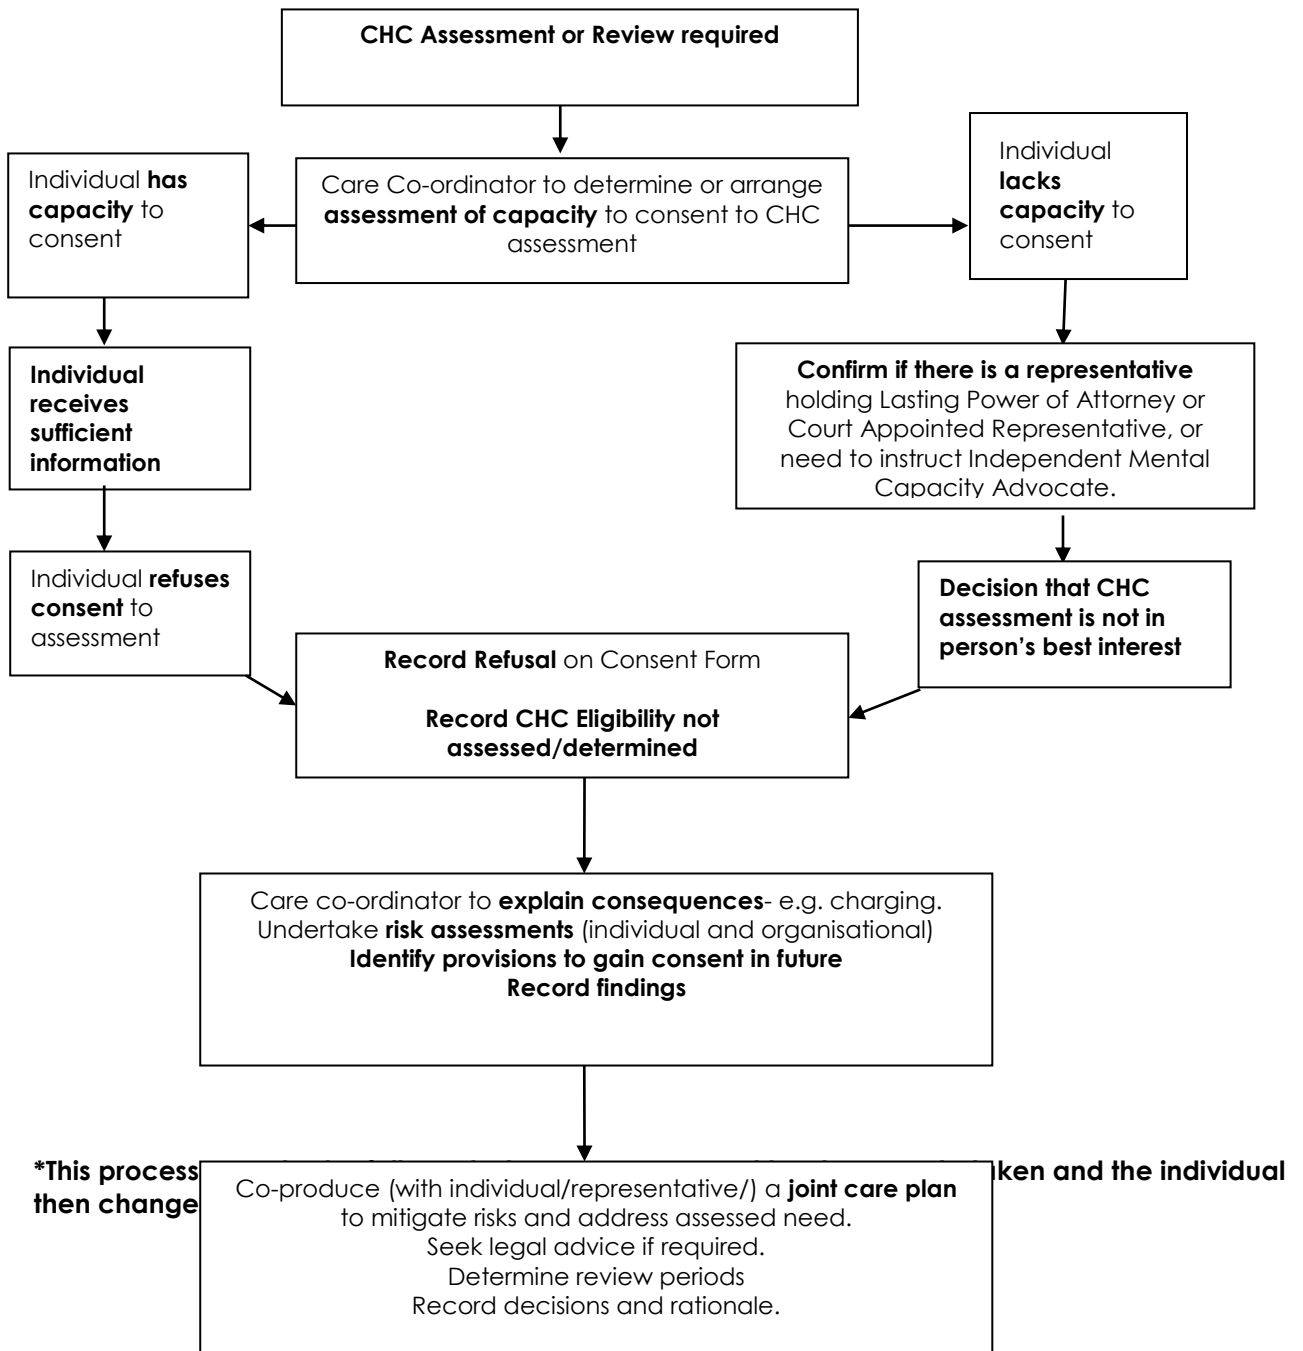 CHC Assessment or Review required
Individual has
capacity to
consent
Care Co-ordinator to determine or arrange
assessment of capacity to consent to CHC
assessment
Individual
lacks
capacity to
consent
Individual
receives
sufficient
information
Confirm if there is a representative
holding Lasting Power of Attorney or
Court Appointed Representative, or
need to instruct Independent Mental
Capacity Advocate.
Individual refuses
consent to
assessment
Decision that CHC
assessment is not in
person’s best interest
Record Refusal on Consent Form
Record CHC Eligibility not
assessed/determined
Care co-ordinator to explain consequences- e.g. charging.
Undertake risk assessments (individual and organisational)
Identify provisions to gain consent in future
Record findings
*This process
and the individual
then change
Co-produce (with individual/representative/) a joint care plan
to mitigate risks and address assessed need.
Seek legal advice if required.
Determine review periods
Record decisions and rationale.